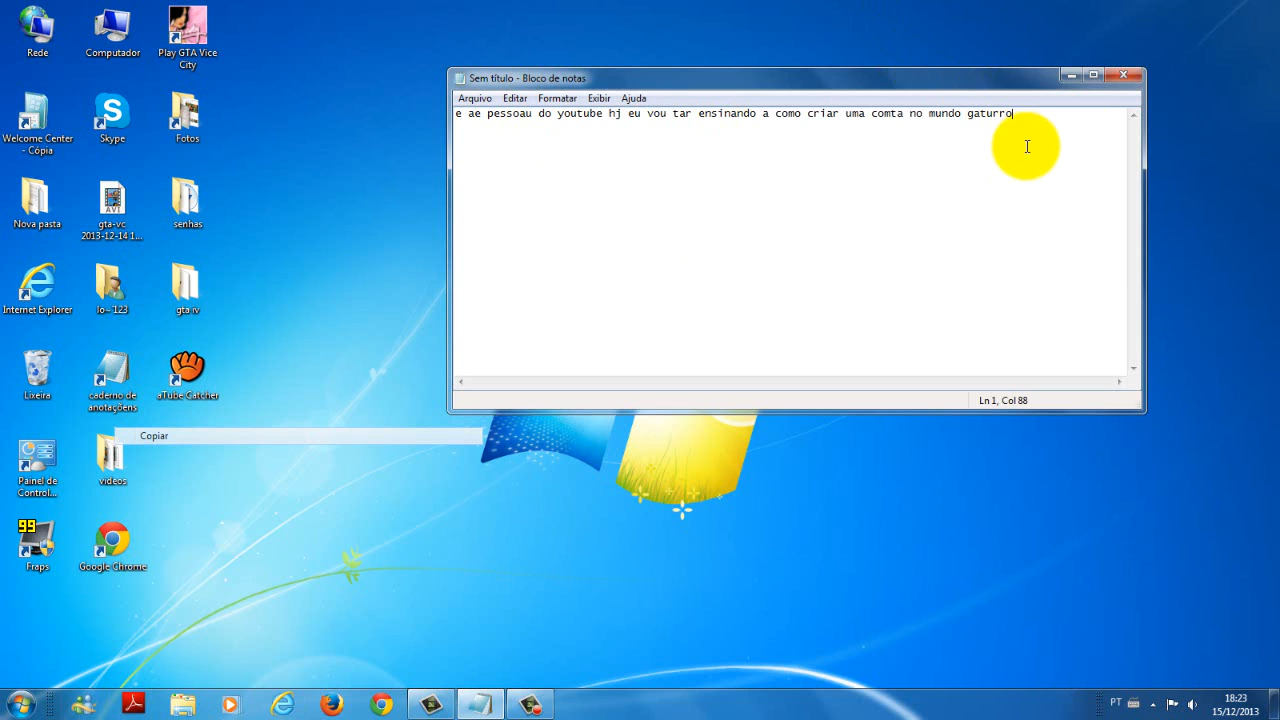 Rede
Computador
Play GTA Vice
City
Welcome Center
- Cópia
Skype
Fotos
Nova pasta
AVI
gta-vc
2013-12-14 1...
senhas
Internet Explorer
lo--123
gta iv
Lixeira
caderno de
anotaçôens
aTube Catcher
Painel de
Control...
videos
99
Fraps
Google Chrome
Copiar
Sem título - Bloco de notas
Arquivo Editar Formatar Exibir Ajuda
e ae pessoau do youtube hj eu vou tar ensinando a como criar uma comta no mundo gaturro
Ln 1, Col 88
PT
18:23
15/12/2013